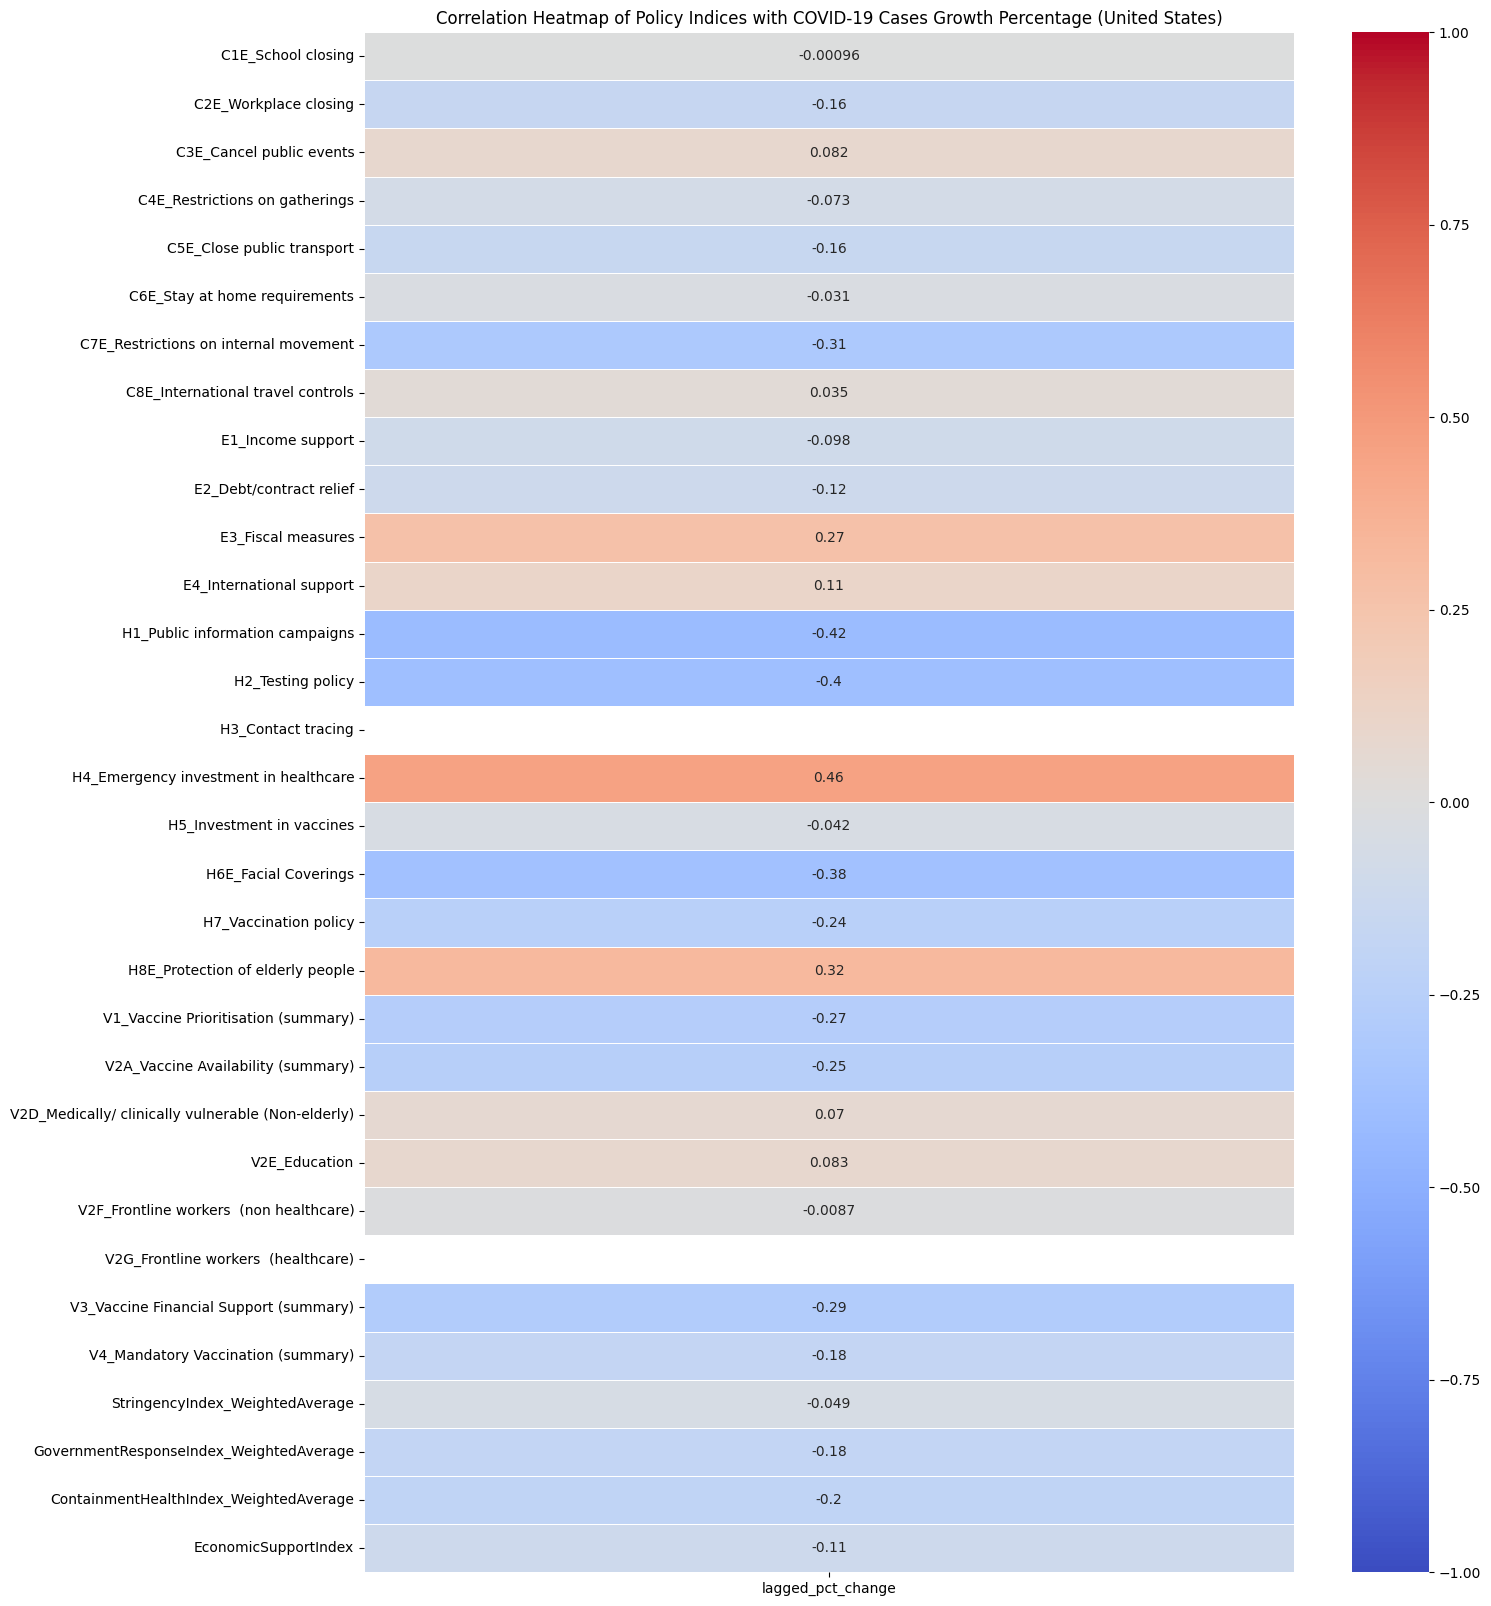 Correlation Heatmap of Policy Indices with COVID-19 Cases Growth Percentage (United States)
C1E_School closing -0.00096
C2E_Workplace closing -0.16
C3E_Cancel public events 0.082
C4E_Restrictions on gatherings -0.073
C5E_Close public transport -0.16
C6E_Stay at home requirements -0.031
C7E_Restrictions on internal movement -0.31
C8E_International travel controls 0.035
E1_Income support -0.098
E2_Debt/contract relief -0.12
E3_Fiscal measures 0.27
E4_International support 0.11
H1_Public information campaigns -0.42
H2_Testing policy -0.4
H3_Contact tracing
H4_Emergency investment in healthcare 0.46
H5_Investment in vaccines -0.042
H6E_Facial Coverings -0.38
H7_Vaccination policy -0.24
H8E_Protection of elderly people 0.32
V1_Vaccine Prioritisation (summary) -0.27
V2A_Vaccine Availability (summary) -0.25
V2D_Medically/ clinically vulnerable (Non-elderly) 0.07
V2E_Education 0.083
V2F_Frontline workers  (non healthcare) -0.0087
V2G_Frontline workers  (healthcare)
V3_Vaccine Financial Support (summary) -0.29
V4_Mandatory Vaccination (summary) -0.18
StringencyIndex_WeightedAverage -0.049
GovernmentResponseIndex_WeightedAverage -0.18
ContainmentHealthIndex_WeightedAverage -0.2
EconomicSupportIndex -0.11
lagged_pct_change
1.00
0.75
0.50
0.25
0.00
−0.25
−0.50
−0.75
−1.00